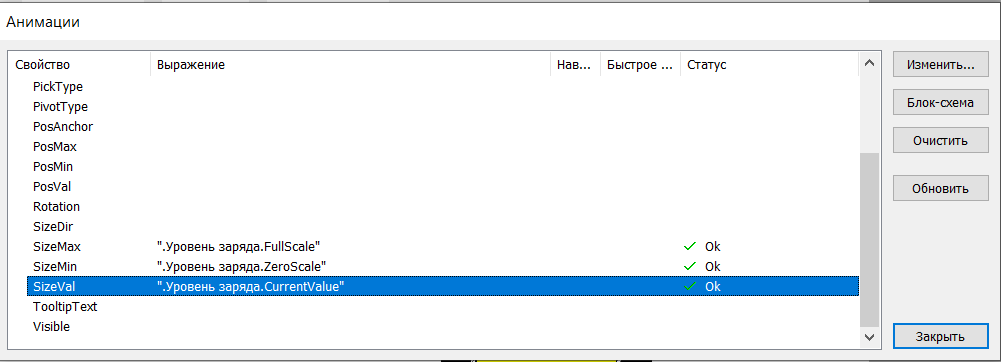 Анимации
Свойство Выражение Нав... Быстрое ... Статус
PickType
PivotType
PosAnchor
PosMax
PosMin
PosVal
Rotation
SizeDir
SizeMax ".Уровень заряда.FullScale" Ok
SizeMin ".Уровень заряда.ZeroScale" Ok
SizeVal ".Уровень заряда.CurrentValue" Ok
TooltipText
Visible
Изменить...
Блок-схема
Очистить
Обновить
Закрыть